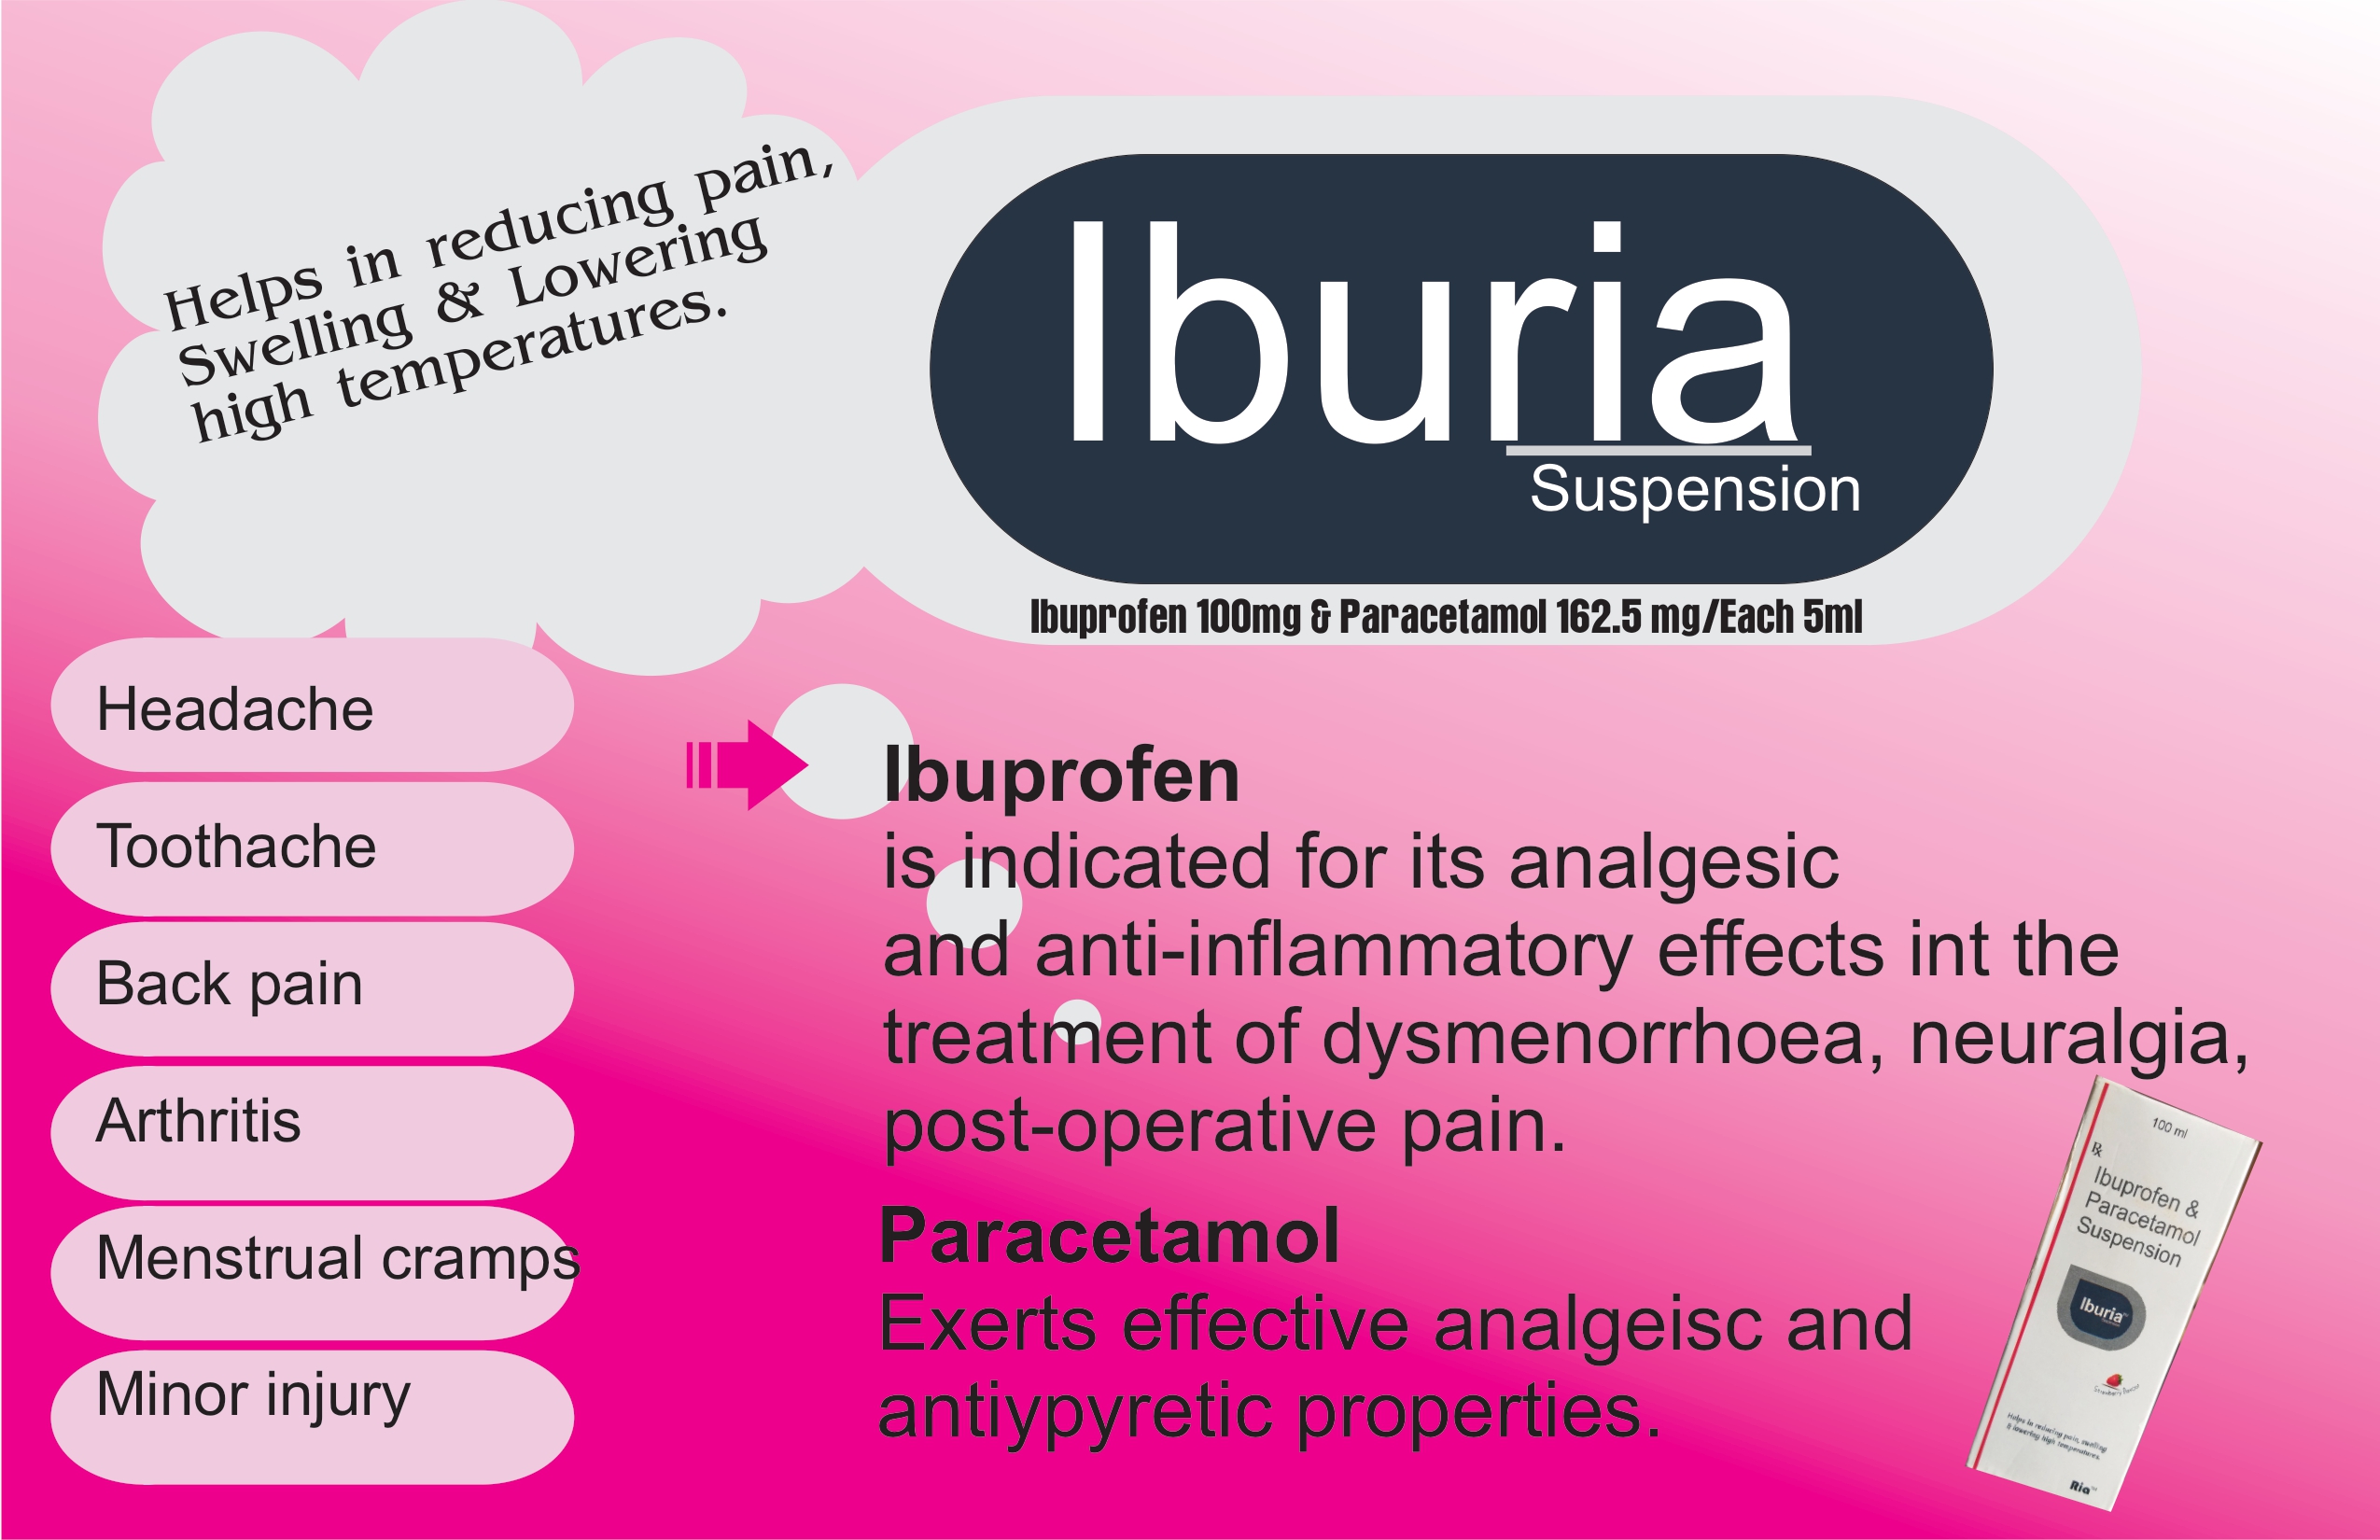 Helps in reducing pain,
Swelling & Lowering
high temperatures.
Iburia
Suspension
Ibuprofen 100mg & Paracetamol 162.5 mg/Each 5ml
Headache
Toothache
Back pain
Arthritis
Menstrual cramps
Minor injury
Ibuprofen
is indicated for its analgesic
and anti-inflammatory effects int the
treatment of dysmenorrhoea, neuralgia,
post-operative pain.
Paracetamol
Exerts effective analgeisc and
antiypyretic properties.
100 ml
℞
Ibuprofen &
Paracetamol
Suspension
Iburia
Strawberry Flavour
Helps in reducing pain, swelling
& lowering high temperatures.
Ria™